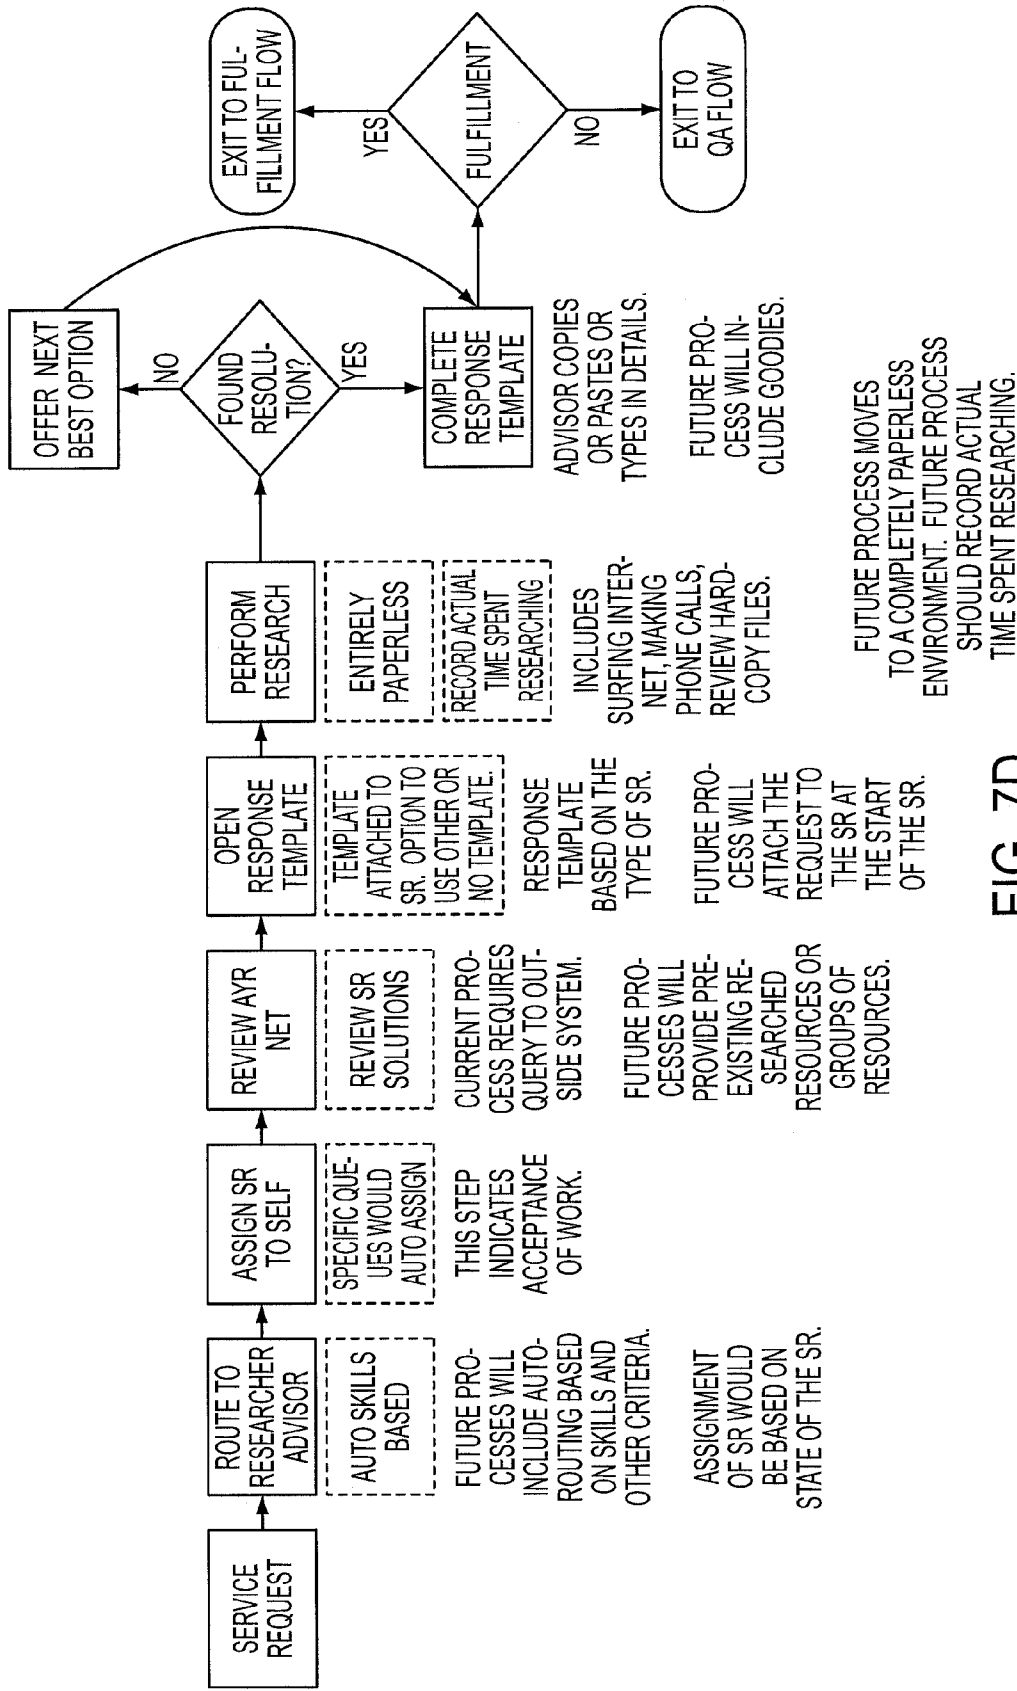 SERVICE
REQUEST
ROUTE TO
RESEARCHER
ADVISOR
AUTO SKILLS
BASED
FUTURE PRO-
CESSES WILL
INCLUDE AUTO-
ROUTING BASED
ON SKILLS AND
OTHER CRITERIA.
ASSIGNMENT
OF SR WOULD
BE BASED ON
STATE OF THE SR.
ASSIGN SR
TO SELF
SPECIFIC QUE-
UES WOULD
AUTO ASSIGN
THIS STEP
INDICATES
ACCEPTANCE
OF WORK.
REVIEW AYR
NET
REVIEW SR
SOLUTIONS
CURRENT PRO-
CESS REQUIRES
QUERY TO OUT-
SIDE SYSTEM.
FUTURE PRO-
CESSES WILL
PROVIDE PRE-
EXISTING RE-
SEARCHED
RESOURCES OR
GROUPS OF
RESOURCES.
OPEN
RESPONSE
TEMPLATE
TEMPLATE
ATTACHED TO
SR. OPTION TO
USE OTHER OR
NO TEMPLATE.
RESPONSE
TEMPLATE
BASED ON THE
TYPE OF SR.
FUTURE PRO-
CESS WILL
ATTACH THE
REQUEST TO
THE SR AT
THE START
OF THE SR.
PERFORM
RESEARCH
ENTIRELY
PAPERLESS
RECORD ACTUAL
TIME SPENT
RESEARCHING
INCLUDES
SURFING INTER-
NET, MAKING
PHONE CALLS,
REVIEW HARD-
COPY FILES.
FUTURE PROCESS MOVES
TO A COMPLETELY PAPERLESS
ENVIRONMENT. FUTURE PROCESS
SHOULD RECORD ACTUAL
TIME SPENT RESEARCHING.
OFFER NEXT
BEST OPTION
NO
FOUND
RESOLU-
TION?
YES
COMPLETE
RESPONSE
TEMPLATE
ADVISOR COPIES
OR PASTES OR
TYPES IN DETAILS.
FUTURE PRO-
CESS WILL IN-
CLUDE GOODIES.
EXIT TO FUL-
FILLMENT FLOW
YES
FULFILLMENT
NO
EXIT TO
QA FLOW
FIG. 7D